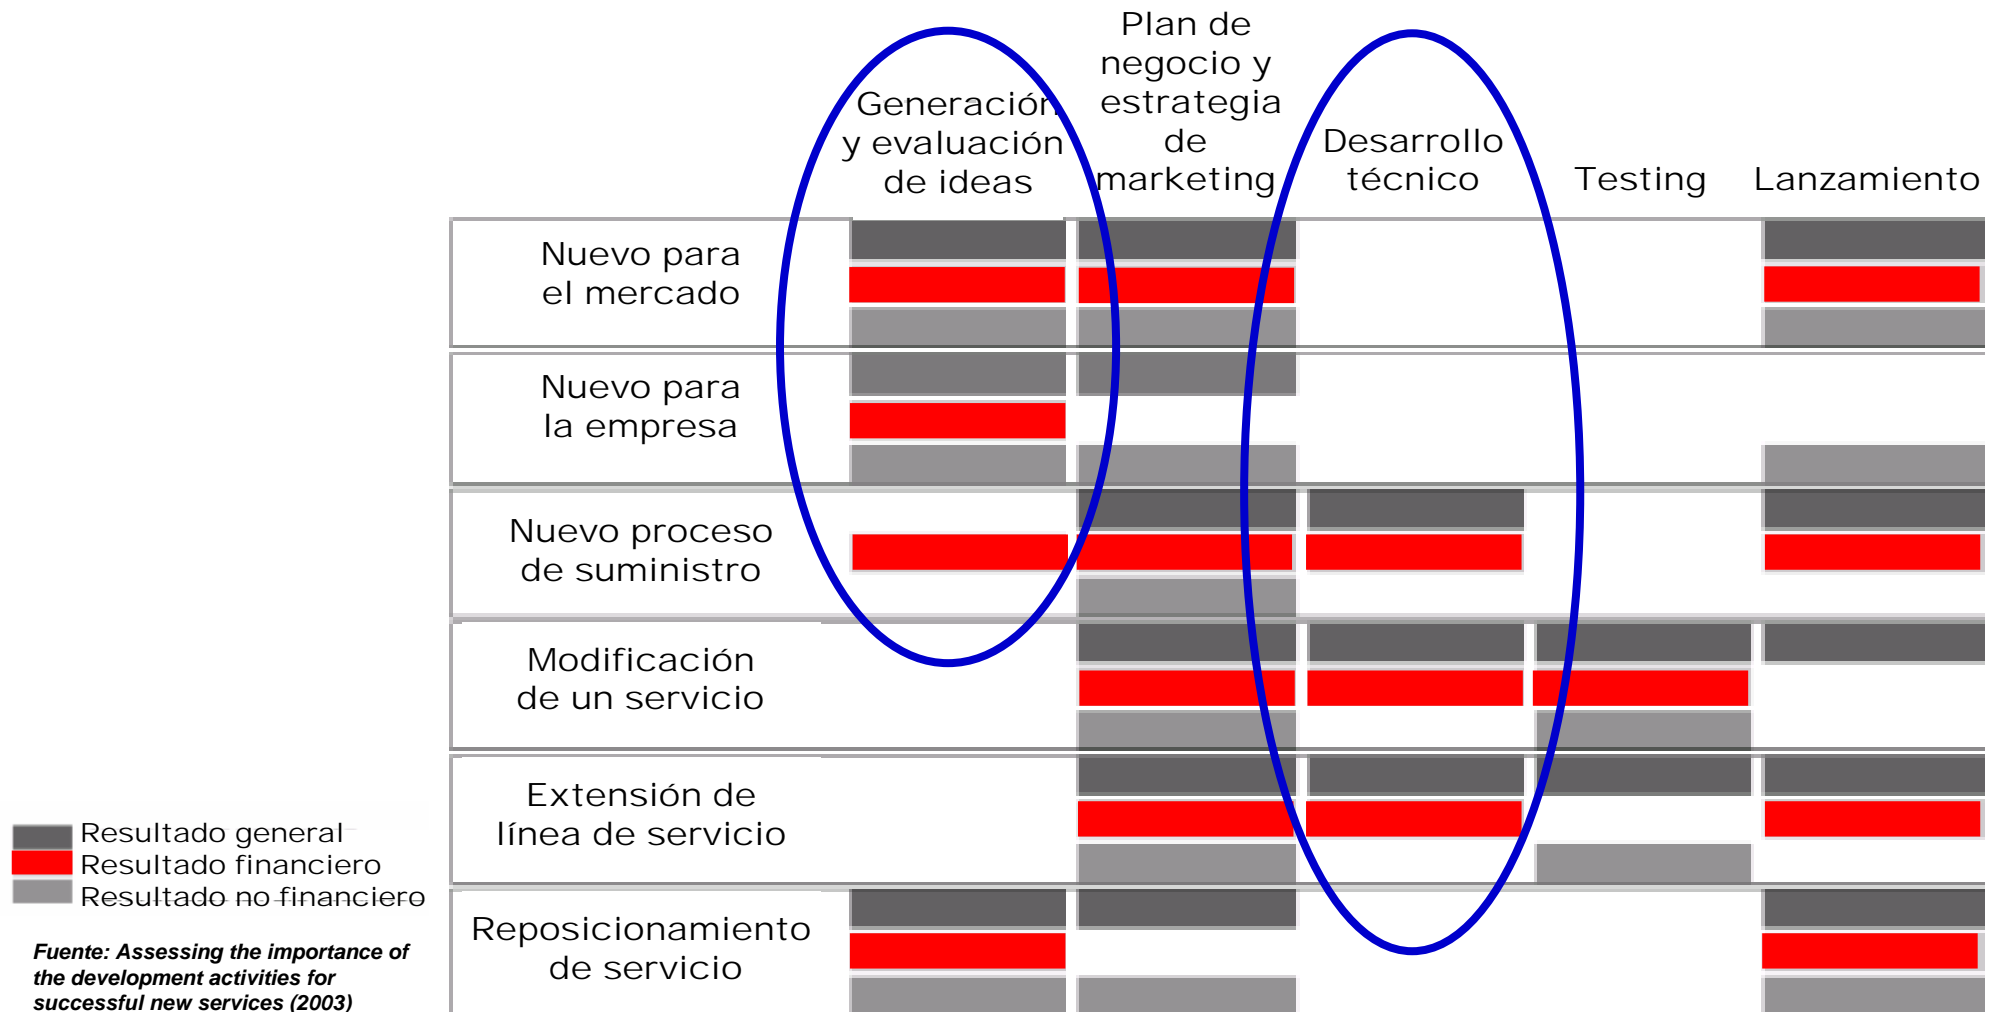 Generación
y evaluación
de ideas
Plan de
negocio y
estrategia
de
marketing
Desarrollo
técnico
Testing
Lanzamiento
Nuevo para
el mercado
Nuevo para
la empresa
Nuevo proceso
de suministro
Modificación
de un servicio
Extensión de
línea de servicio
Reposicionamiento
de servicio
Resultado general
Resultado financiero
Resultado no financiero
Fuente: Assessing the importance of
the development activities for
successful new services (2003)